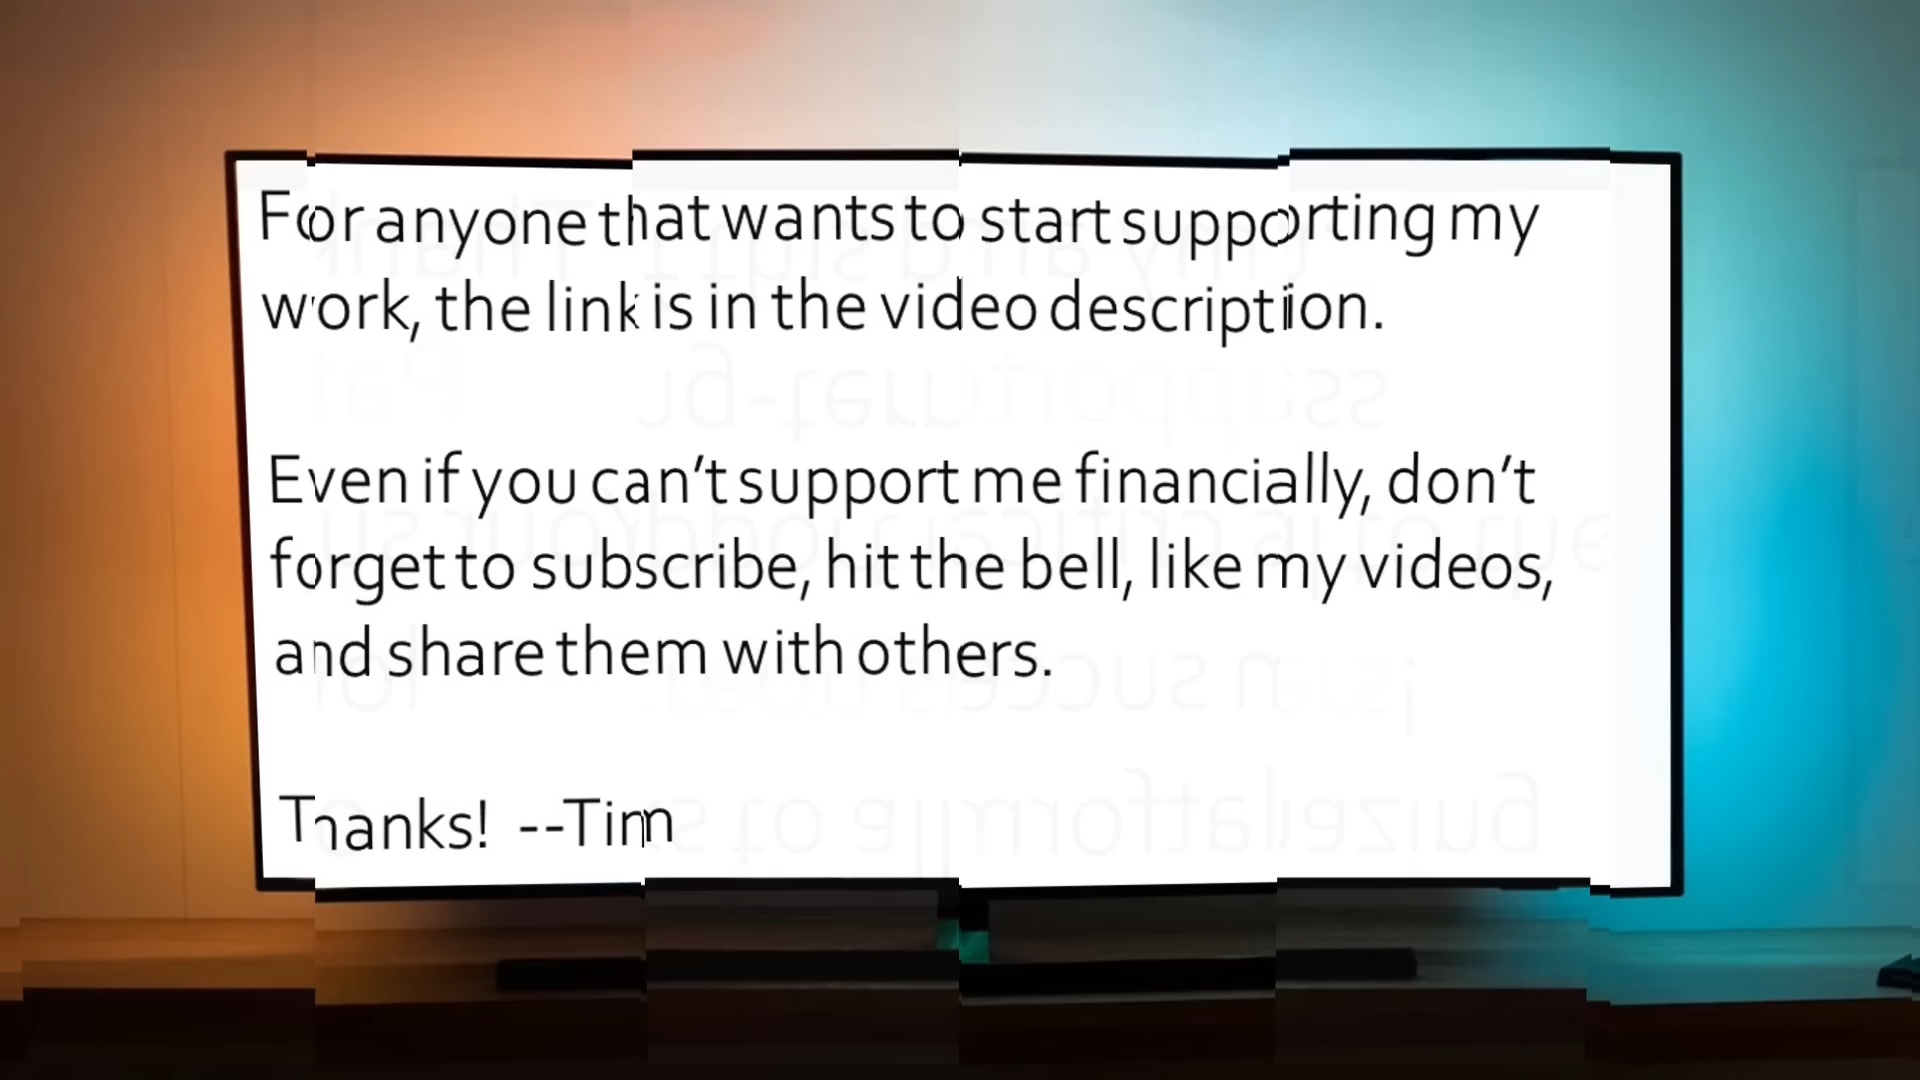 For anyone that wants to start supporting my
work, the link is in the video description.
Even if you can’t support me financially, don’t
forget to subscribe, hit the bell, like my videos,
and share them with others.
Thanks! --Tim